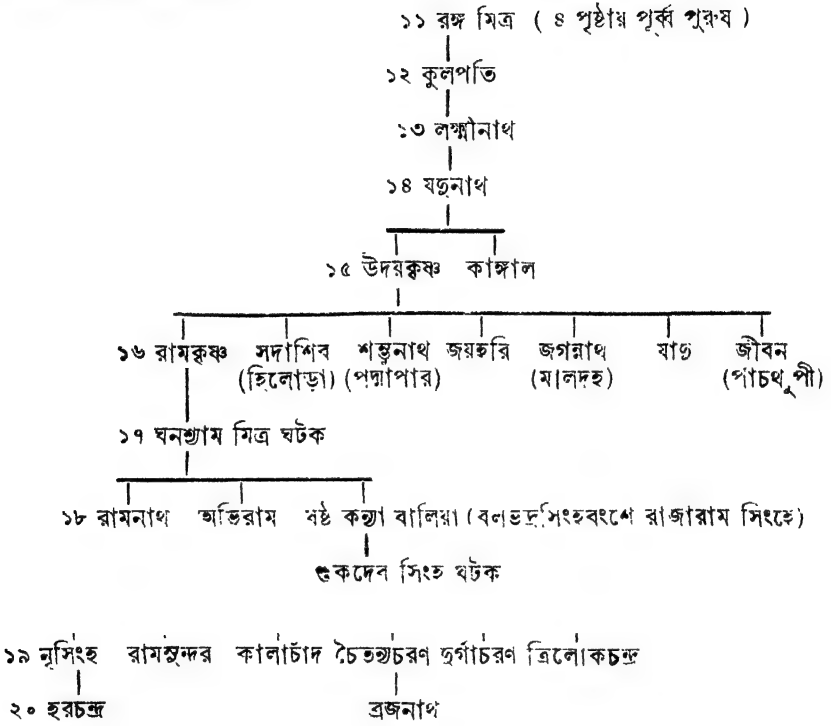 ১১ রঙ্গ মিত্র ( ৪ পৃষ্ঠায় পূর্ব্ব পুরুষ )
১২ কুলপতি
১৩ লক্ষ্মীনাথ
১৪ যদুনাথ
১৫ উদয়কৃষ্ণ কাঙ্গাল
১৬ রামকৃষ্ণ সদাশিব শম্ভুনাথ জয়হরি জগন্নাথ যাদু জীবন
(হিলোড়া) (পদ্মাপার) (মালদহ) (পাঁচথুপী)
১৭ ঘনশ্যাম মিত্র ঘটক
১৮ রামনাথ অভিরাম ষষ্ঠ কন্যা বালিয়া (বলভদ্রসিংহবংশে রাজারাম সিংহে)
শুকদেব সিংহ ঘটক
১৯ নৃসিংহ রামসুন্দর কালাচাঁদ চৈতন্যচরণ দুর্গাচরণ ত্রিলোকচন্দ্র
২০ হরচন্দ্র ব্রজনাথ